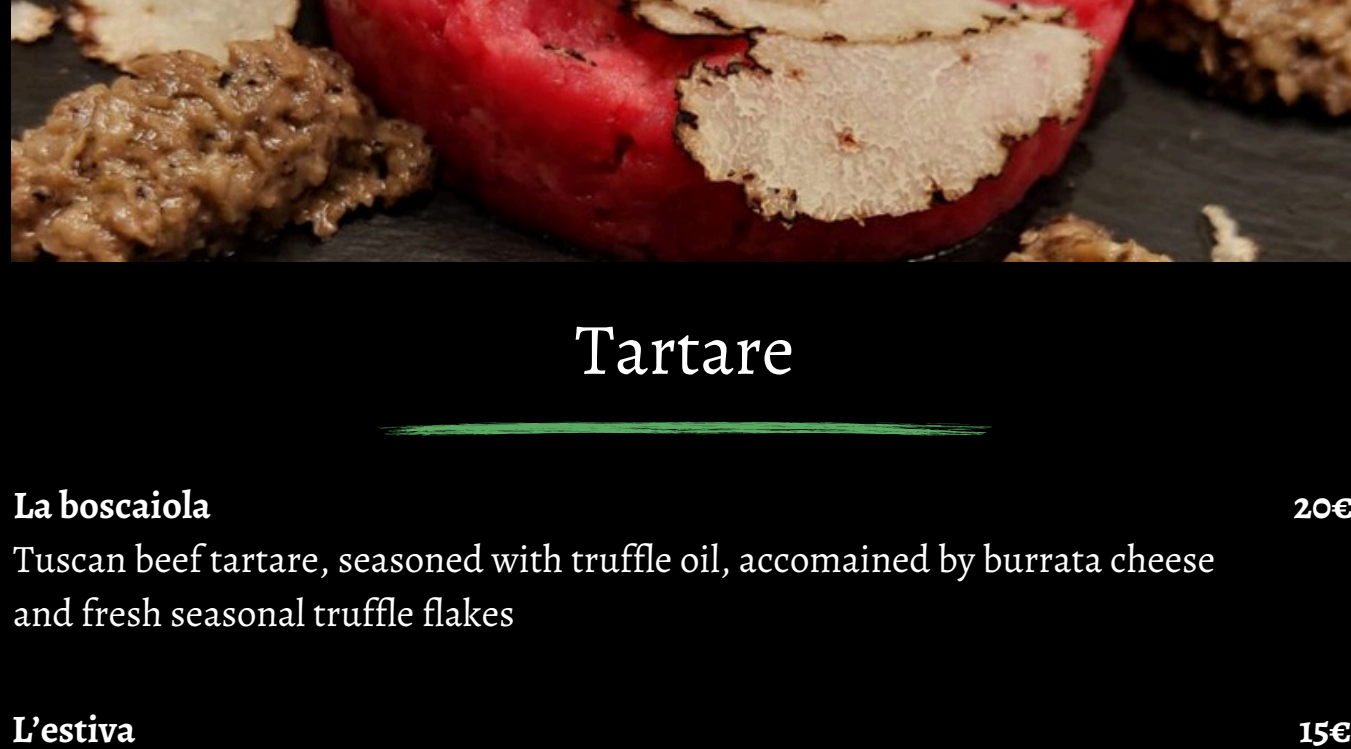 Tartare
La boscaiola 20€
Tuscan beef tartare, seasoned with truffle oil, accomained by burrata cheese
and fresh seasonal truffle flakes
L’estiva 15€